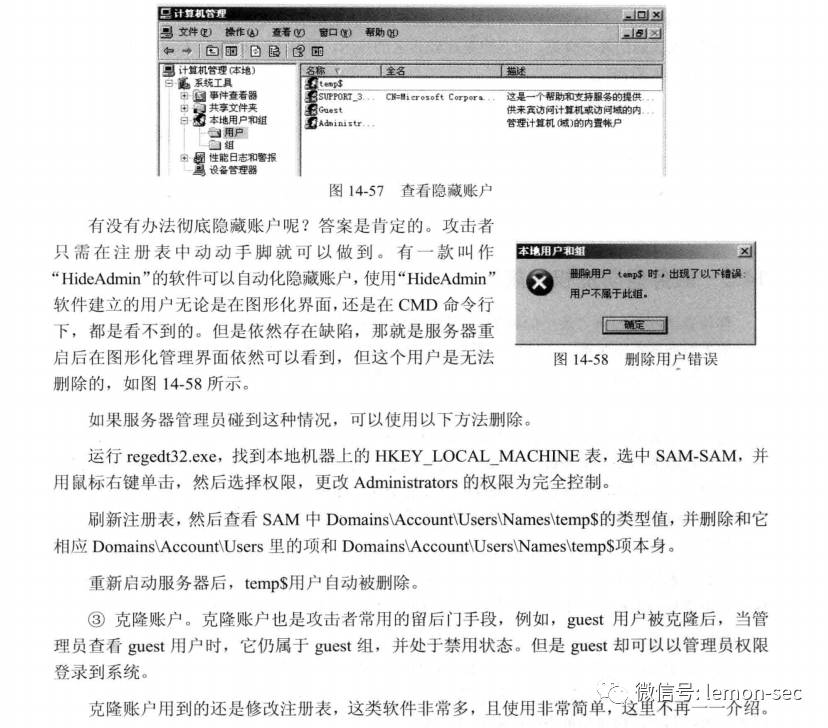 计算机管理
文件(F) 操作(A) 查看(V) 窗口(W) 帮助(H)
计算机管理(本地)
系统工具
事件查看器
共享文件夹
本地用户和组
用户
组
性能日志和警报
设备管理器
名称 全名 描述
temp$
SUPPORT_3... CN=Microsoft Corpora... 这是一个帮助和支持服务的提供...
Guest 供来宾访问计算机或访问域的内...
Administr... 管理计算机(域)的内置帐户
图 14-57 查看隐藏账户
有没有办法彻底隐藏账户呢？答案是肯定的。攻击者
只需在注册表中动动手脚就可以做到。有一款叫作
“HideAdmin”的软件可以自动化隐藏账户，使用“HideAdmin”
软件建立的用户无论是在图形化界面，还是在 CMD 命令行
下，都是看不到的。但是依然存在缺陷，那就是服务器重
启后在图形化管理界面依然可以看到，但这个用户是无法
删除的，如图 14-58 所示。
本地用户和组
删除用户 temp$ 时，出现了以下错误:
用户不属于此组。
确定
图 14-58 删除用户错误
如果服务器管理员碰到这种情况，可以使用以下方法删除。
运行 regedt32.exe，找到本地机器上的 HKEY_LOCAL_MACHINE 表，选中 SAM-SAM，并
用鼠标右键单击，然后选择权限，更改 Administrators 的权限为完全控制。
刷新注册表，然后查看 SAM 中 Domains\Account\Users\Names\temp$的类型值，并删除和它
相应 Domains\Account\Users 里的项和 Domains\Account\Users\Names\temp$项本身。
重新启动服务器后，temp$用户自动被删除。
③ 克隆账户。克隆账户也是攻击者常用的留后门手段，例如，guest 用户被克隆后，当管
理员查看 guest 用户时，它仍属于 guest 组，并处于禁用状态。但是 guest 却可以以管理员权限
登录到系统。
克隆账户用到的还是修改注册表，这类软件非常多，且使用非常简单，这里不再一一介绍。
微信号: lemon-sec